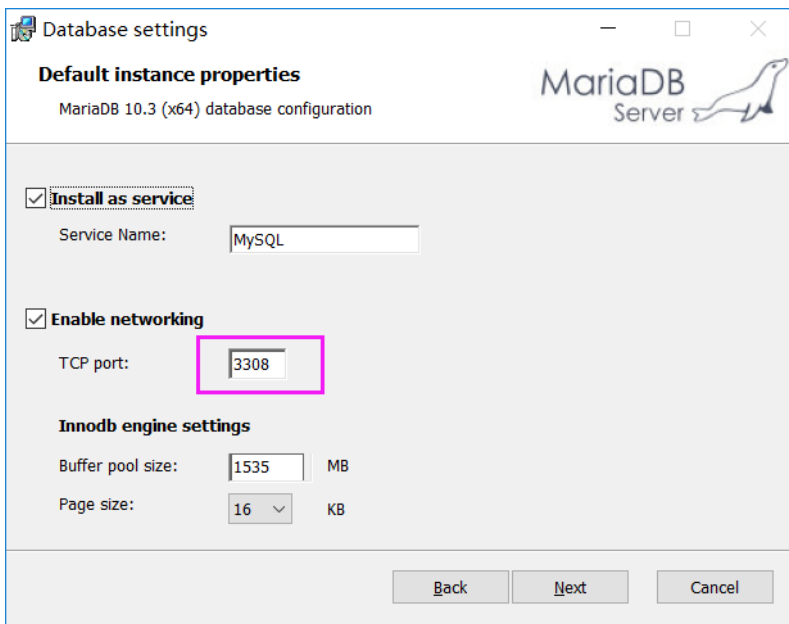 Database settings
Default instance properties
MariaDB 10.3 (x64) database configuration
MariaDB
Server
Install as service
Service Name: MySQL
Enable networking
TCP port: 3308
Innodb engine settings
Buffer pool size: 1535 MB
Page size: 16 KB
Back Next Cancel